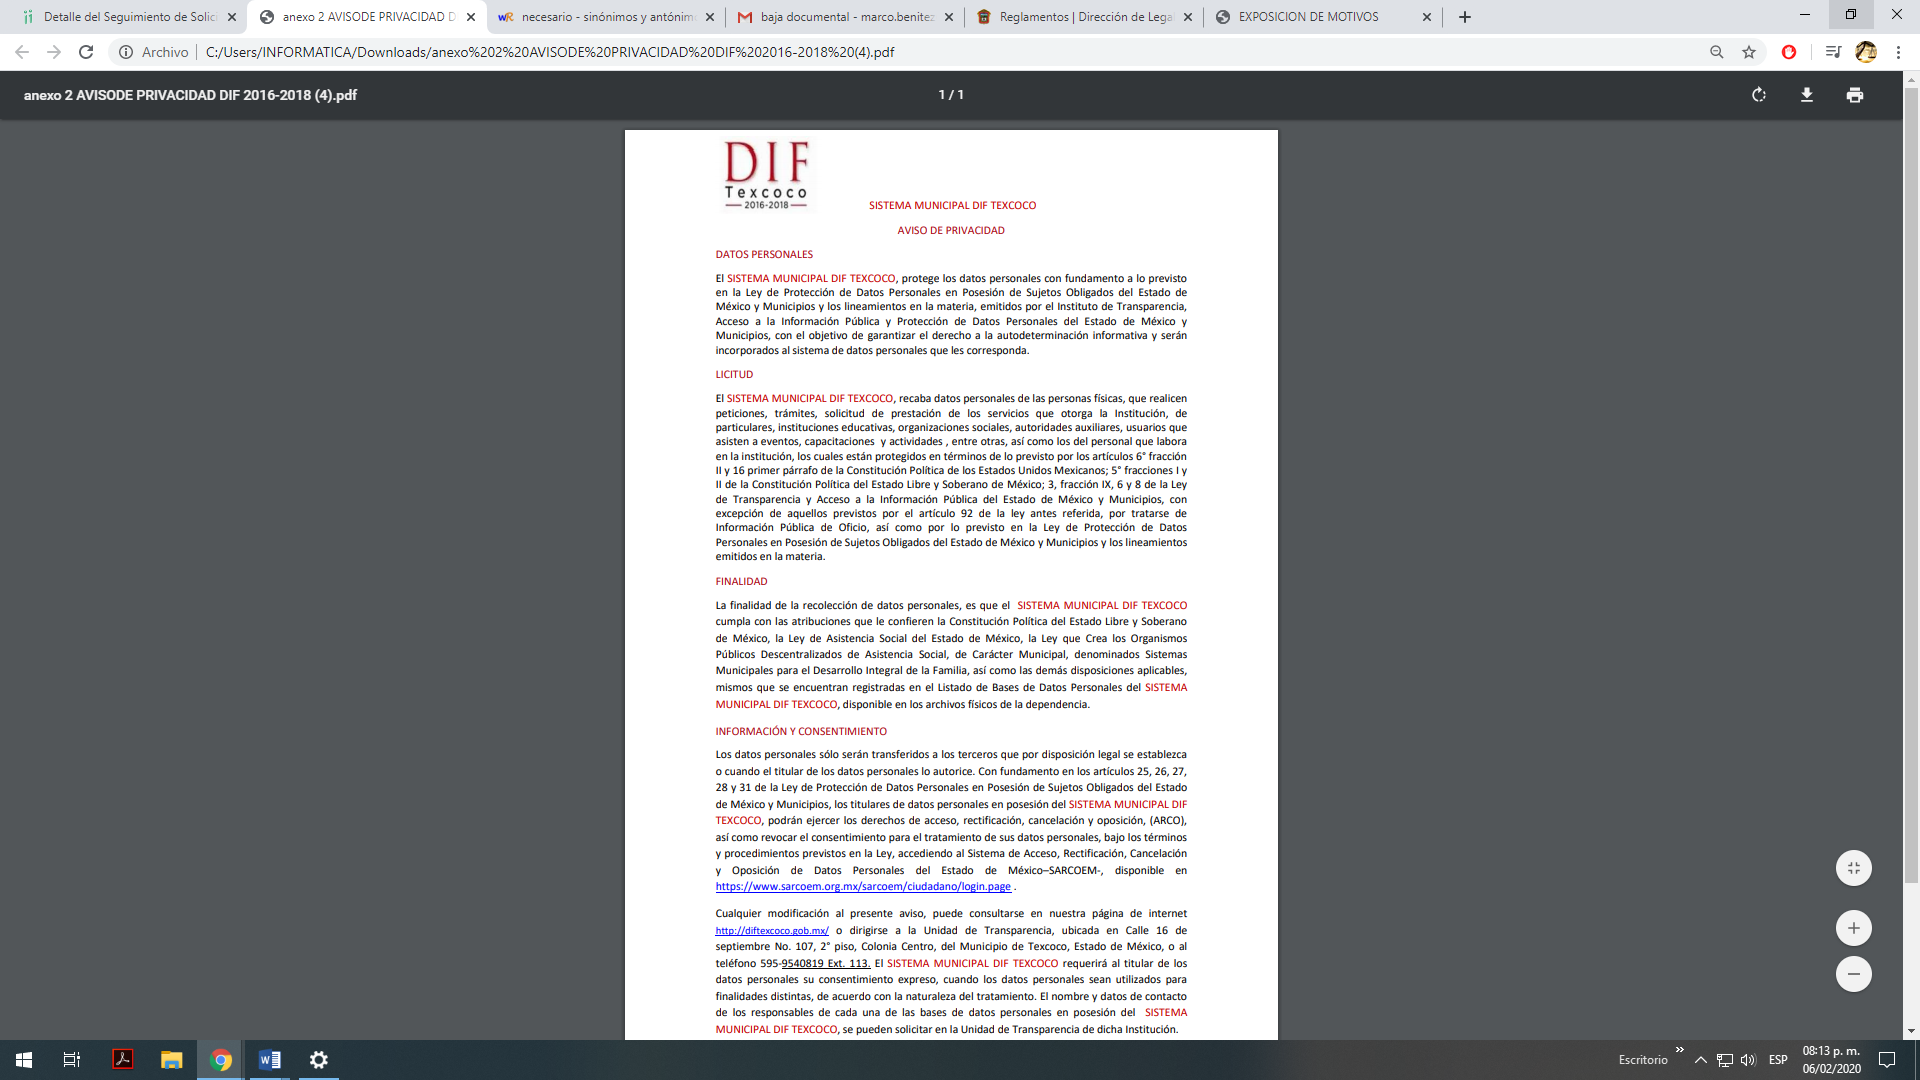 Detalle del Seguimiento de Solici
anexo 2 AVISODE PRIVACIDAD D
necesario - sinónimos y antónim
baja documental - marco.benitez
Reglamentos | Dirección de Lega
EXPOSICION DE MOTIVOS
Archivo
C:/Users/INFORMATICA/Downloads/anexo%202%20AVISODE%20PRIVACIDAD%20DIF%202016-2018%20(4).pdf
anexo 2 AVISODE PRIVACIDAD DIF 2016-2018 (4).pdf
1 / 1
DIF
Texcoco
2016-2018
SISTEMA MUNICIPAL DIF TEXCOCO
AVISO DE PRIVACIDAD
DATOS PERSONALES
El SISTEMA MUNICIPAL DIF TEXCOCO, protege los datos personales con fundamento a lo previsto
en la Ley de Protección de Datos Personales en Posesión de Sujetos Obligados del Estado de
México y Municipios y los lineamientos en la materia, emitidos por el Instituto de Transparencia,
Acceso a la Información Pública y Protección de Datos Personales del Estado de México y
Municipios, con el objetivo de garantizar el derecho a la autodeterminación informativa y serán
incorporados al sistema de datos personales que les corresponda.
LICITUD
El SISTEMA MUNICIPAL DIF TEXCOCO, recaba datos personales de las personas físicas, que realicen
peticiones, trámites, solicitud de prestación de los servicios que otorga la Institución, de
particulares, instituciones educativas, organizaciones sociales, autoridades auxiliares, usuarios que
asisten a eventos, capacitaciones y actividades , entre otras, así como los del personal que labora
en la institución, los cuales están protegidos en términos de lo previsto por los artículos 6° fracción
II y 16 primer párrafo de la Constitución Política de los Estados Unidos Mexicanos; 5° fracciones I y
II de la Constitución Política del Estado Libre y Soberano de México; 3, fracción IX, 6 y 8 de la Ley
de Transparencia y Acceso a la Información Pública del Estado de México y Municipios, con
excepción de aquellos previstos por el artículo 92 de la ley antes referida, por tratarse de
Información Pública de Oficio, así como por lo previsto en la Ley de Protección de Datos
Personales en Posesión de Sujetos Obligados del Estado de México y Municipios y los lineamientos
emitidos en la materia.
FINALIDAD
La finalidad de la recolección de datos personales, es que el SISTEMA MUNICIPAL DIF TEXCOCO
cumpla con las atribuciones que le confieren la Constitución Política del Estado Libre y Soberano
de México, la Ley de Asistencia Social del Estado de México, la Ley que Crea los Organismos
Públicos Descentralizados de Asistencia Social, de Carácter Municipal, denominados Sistemas
Municipales para el Desarrollo Integral de la Familia, así como las demás disposiciones aplicables,
mismos que se encuentran registradas en el Listado de Bases de Datos Personales del SISTEMA
MUNICIPAL DIF TEXCOCO, disponible en los archivos físicos de la dependencia.
INFORMACIÓN Y CONSENTIMIENTO
Los datos personales sólo serán transferidos a los terceros que por disposición legal se establezca
o cuando el titular de los datos personales lo autorice. Con fundamento en los artículos 25, 26, 27,
28 y 31 de la Ley de Protección de Datos Personales en Posesión de Sujetos Obligados del Estado
de México y Municipios, los titulares de datos personales en posesión del SISTEMA MUNICIPAL DIF
TEXCOCO, podrán ejercer los derechos de acceso, rectificación, cancelación y oposición, (ARCO),
así como revocar el consentimiento para el tratamiento de sus datos personales, bajo los términos
y procedimientos previstos en la Ley, accediendo al Sistema de Acceso, Rectificación, Cancelación
y Oposición de Datos Personales del Estado de México–SARCOEM-, disponible en
https://www.sarcoem.org.mx/sarcoem/ciudadano/login.page .
Cualquier modificación al presente aviso, puede consultarse en nuestra página de internet
http://diftexcoco.gob.mx/ o dirigirse a la Unidad de Transparencia, ubicada en Calle 16 de
septiembre No. 107, 2° piso, Colonia Centro, del Municipio de Texcoco, Estado de México, o al
teléfono 595-9540819 Ext. 113. El SISTEMA MUNICIPAL DIF TEXCOCO requerirá al titular de los
datos personales su consentimiento expreso, cuando los datos personales sean utilizados para
finalidades distintas, de acuerdo con la naturaleza del tratamiento. El nombre y datos de contacto
de los responsables de cada una de las bases de datos personales en posesión del SISTEMA
MUNICIPAL DIF TEXCOCO, se pueden solicitar en la Unidad de Transparencia de dicha Institución.
Escritorio
ESP
08:13 p. m.
06/02/2020